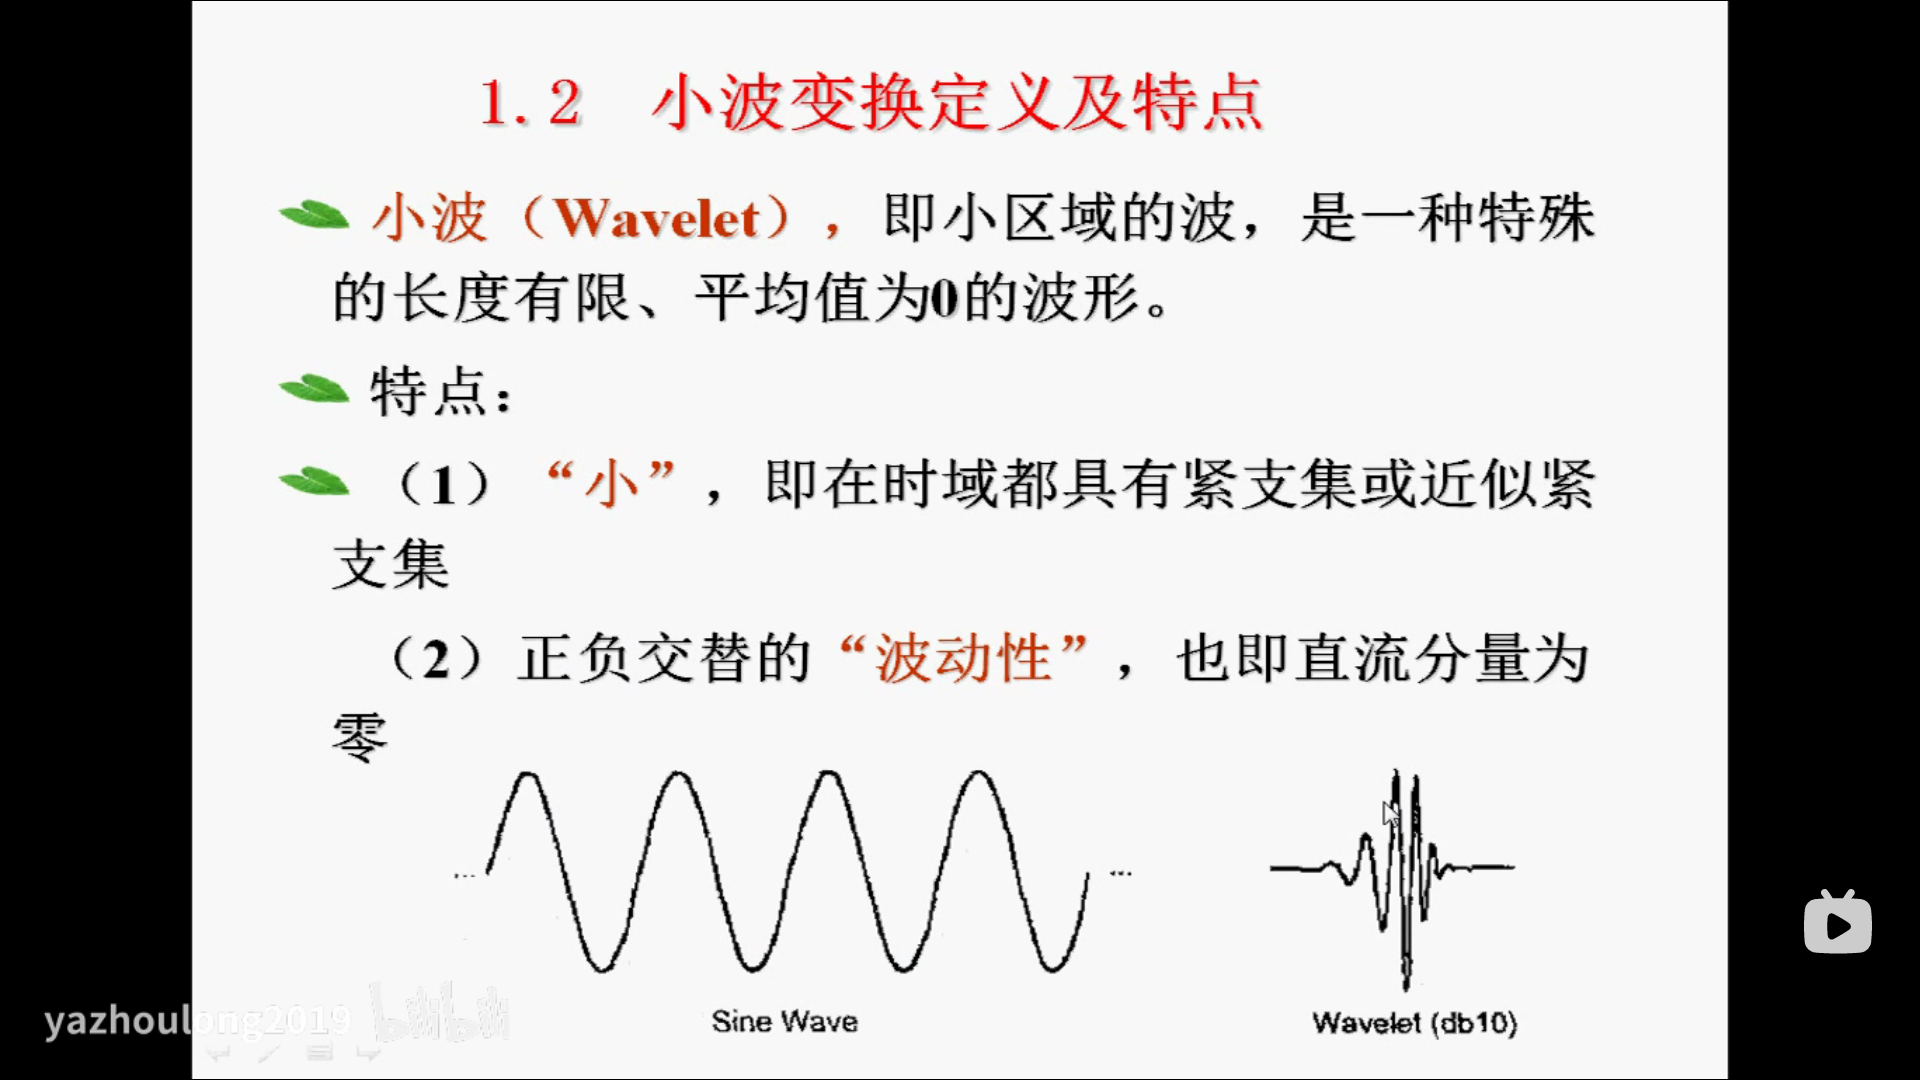 1.2 小波变换定义及特点
小波（Wavelet），即小区域的波，是一种特殊
的长度有限、平均值为0的波形。
特点：
（1）“小”，即在时域都具有紧支集或近似紧
支集
（2）正负交替的“波动性”，也即直流分量为
零
... ...
Sine Wave
Wavelet (db10)
yazhoulong2019 bilibili